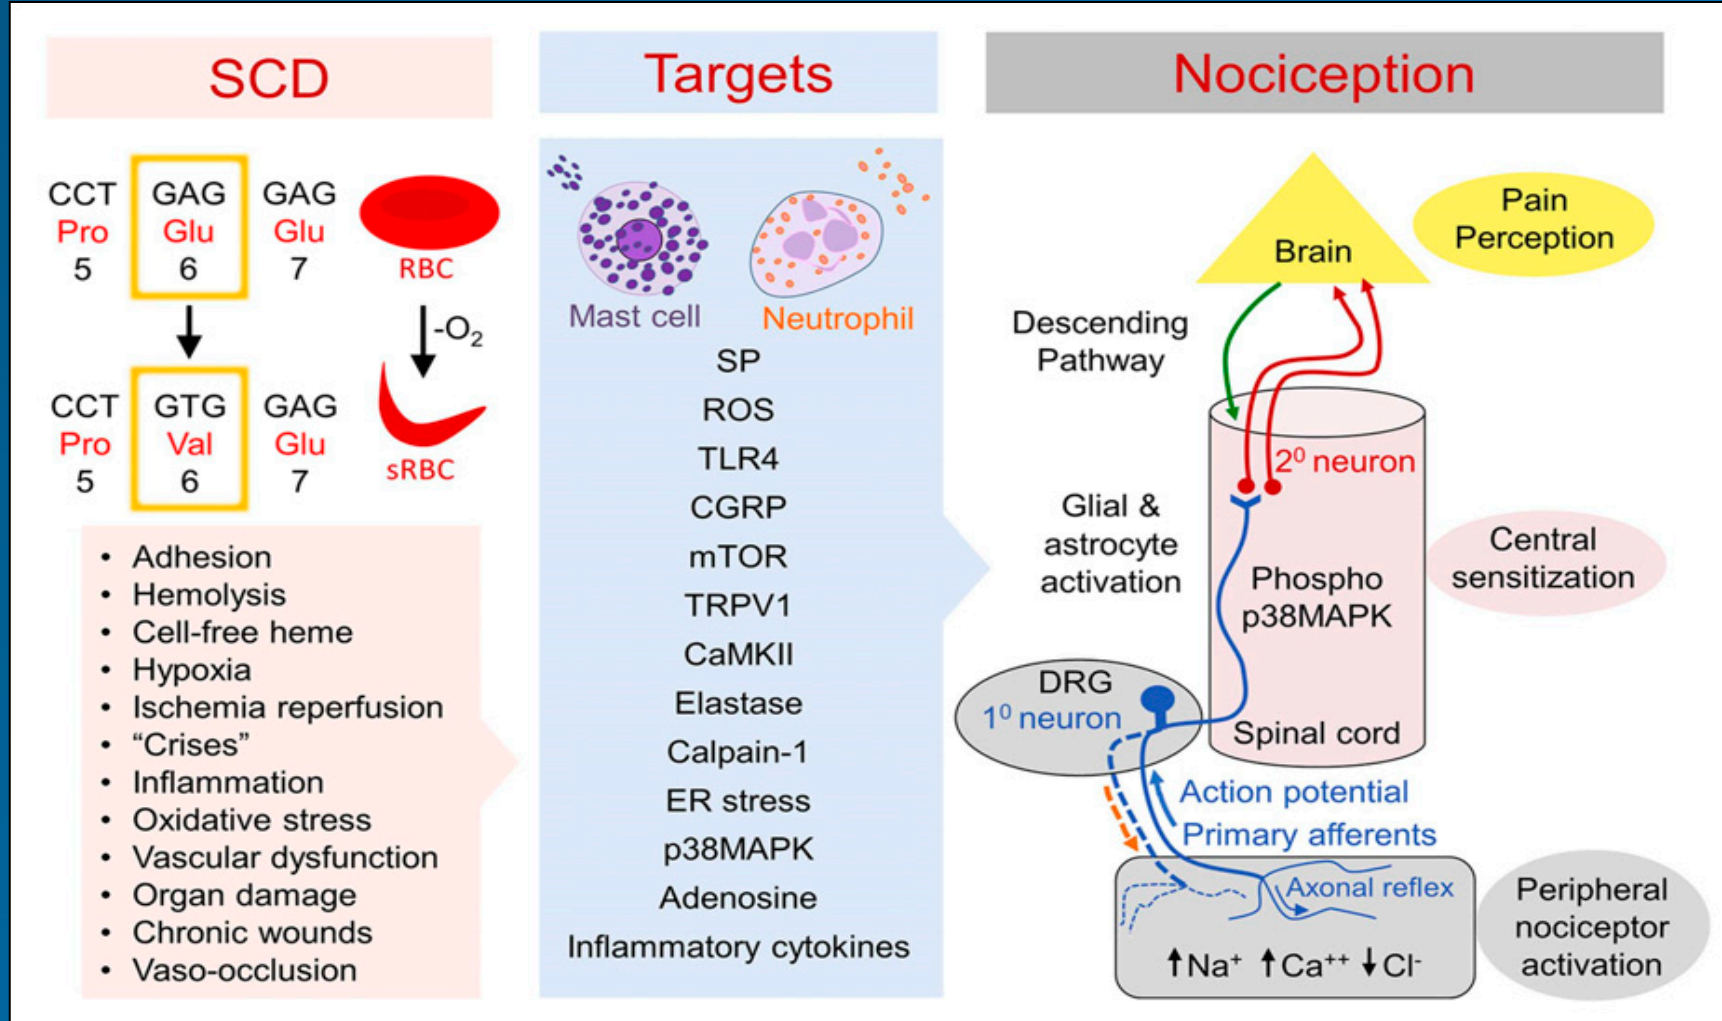 SCD
CCT GAG GAG
Pro Glu Glu
5 6 7
RBC
-O₂
CCT GTG GAG
Pro Val Glu
5 6 7
sRBC
• Adhesion
• Hemolysis
• Cell-free heme
• Hypoxia
• Ischemia reperfusion
• “Crises”
• Inflammation
• Oxidative stress
• Vascular dysfunction
• Organ damage
• Chronic wounds
• Vaso-occlusion
Targets
Mast cell
Neutrophil
SP
ROS
TLR4
CGRP
mTOR
TRPV1
CaMKII
Elastase
Calpain-1
ER stress
p38MAPK
Adenosine
Inflammatory cytokines
Nociception
Brain
Pain
Perception
Descending
Pathway
2⁰ neuron
Glial &
astrocyte
activation
Phospho
p38MAPK
Central
sensitization
DRG
1⁰ neuron
Spinal cord
Action potential
Primary afferents
Axonal reflex
↑Na⁺ ↑Ca⁺⁺ ↓Cl⁻
Peripheral
nociceptor
activation